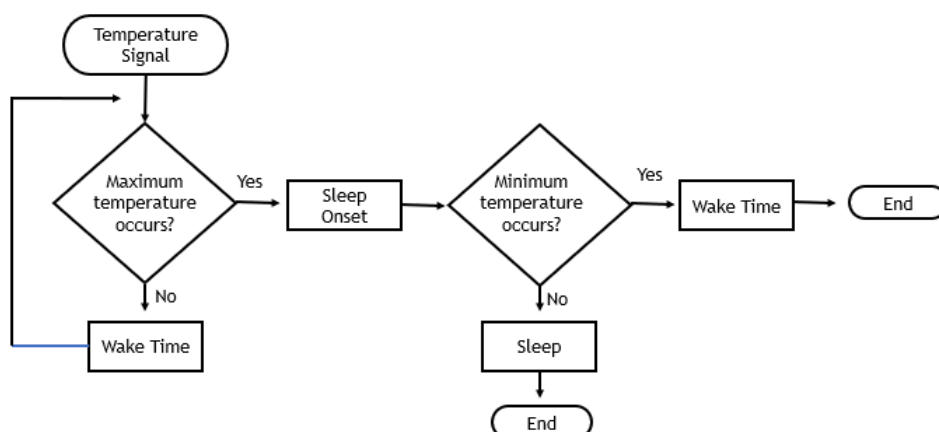 Temperature
Signal
Maximum
temperature
occurs?
Yes
Sleep
Onset
Minimum
temperature
occurs?
Yes
Wake Time
End
No
Wake Time
No
Sleep
End